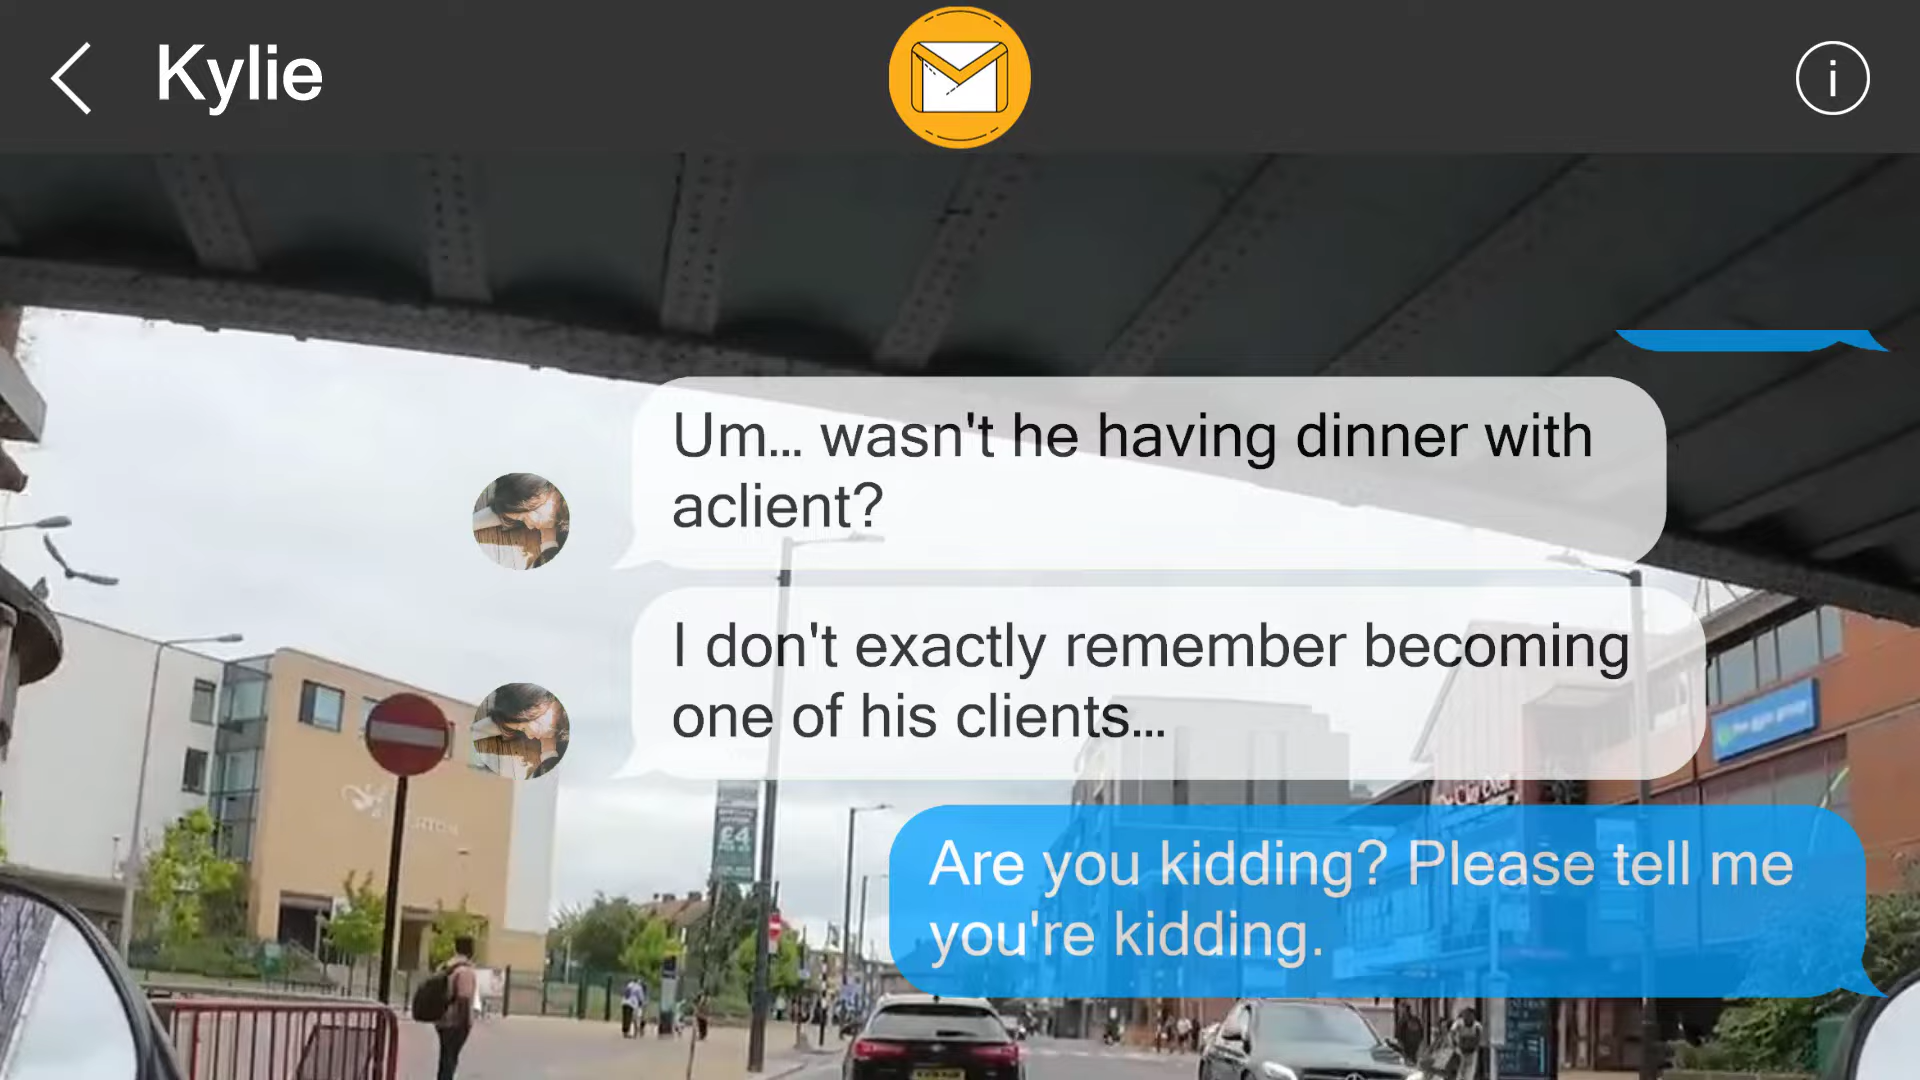 Kylie
i
Um... wasn't he having dinner with
aclient?
I don't exactly remember becoming
one of his clients...
£4
Are you kidding? Please tell me
you're kidding.